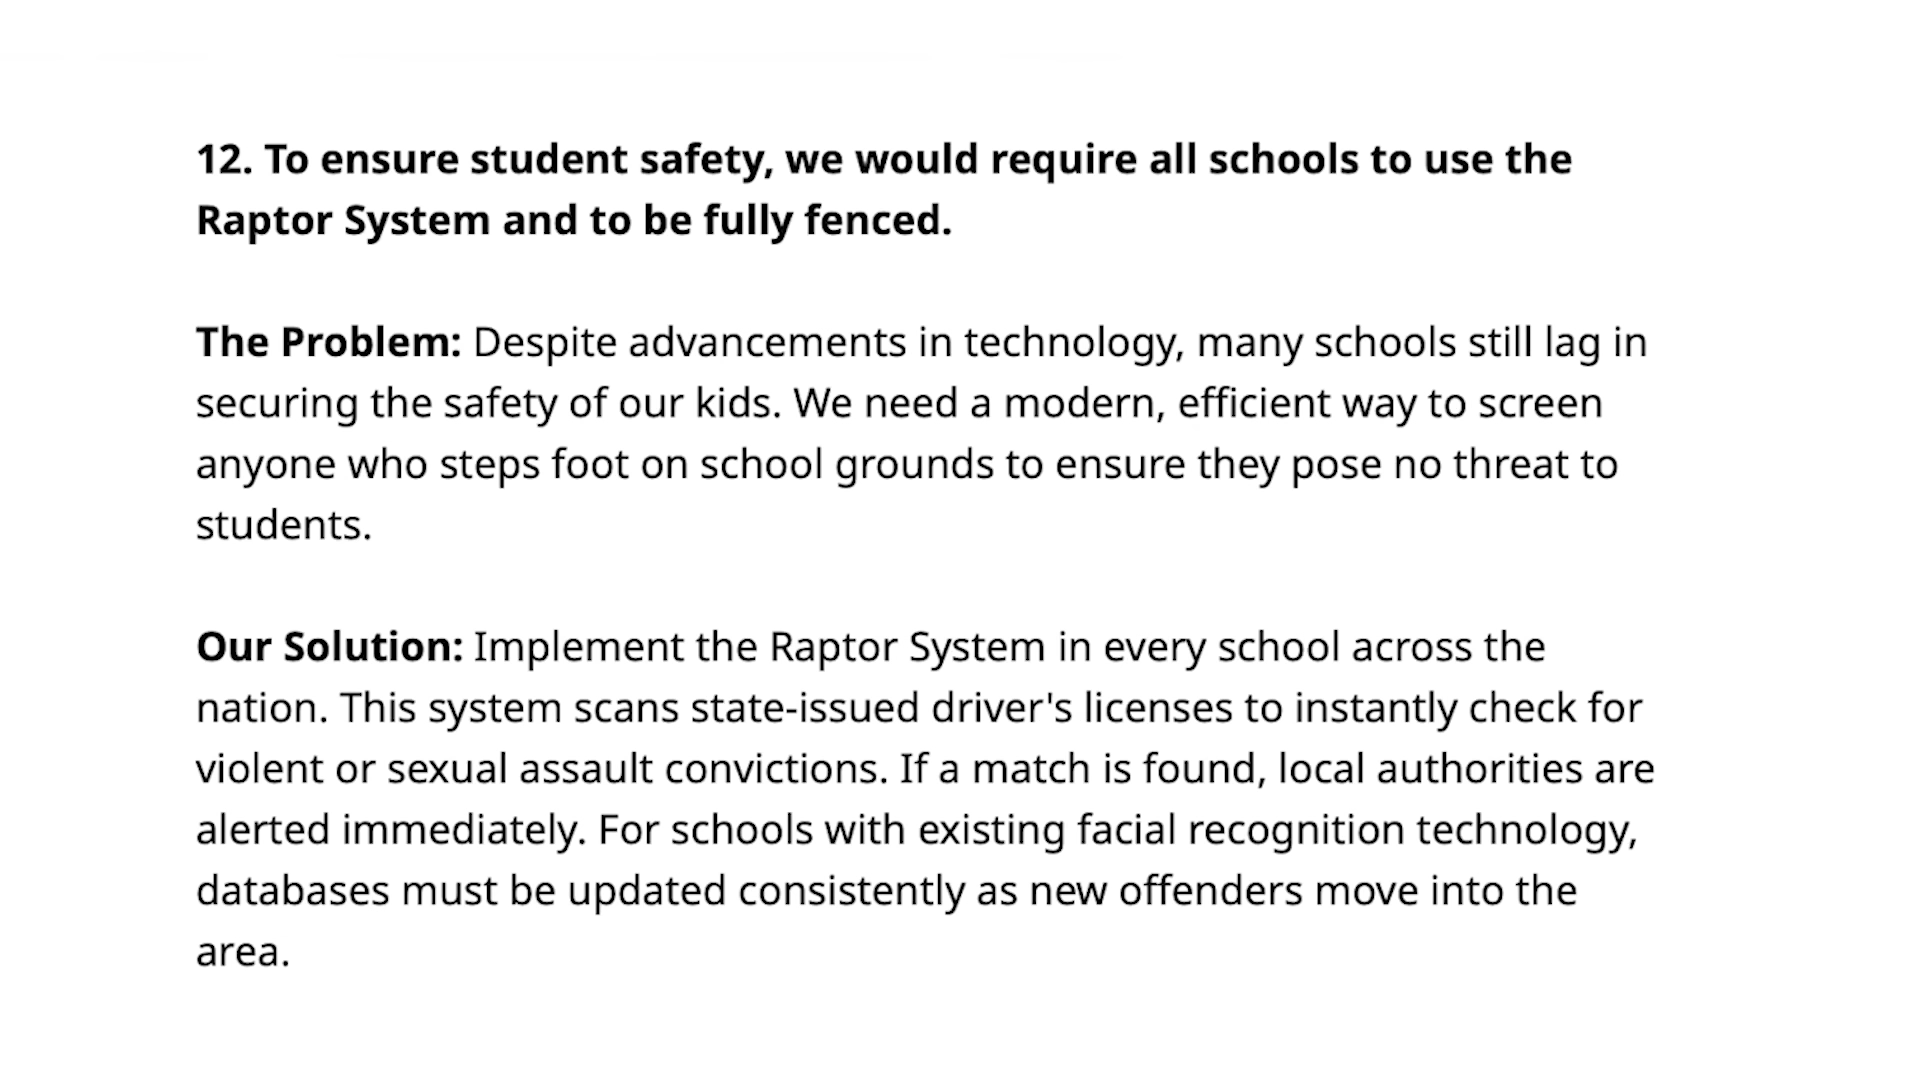 12. To ensure student safety, we would require all schools to use the
Raptor System and to be fully fenced.
The Problem: Despite advancements in technology, many schools still lag in
securing the safety of our kids. We need a modern, efficient way to screen
anyone who steps foot on school grounds to ensure they pose no threat to
students.
Our Solution: Implement the Raptor System in every school across the
nation. This system scans state-issued driver's licenses to instantly check for
violent or sexual assault convictions. If a match is found, local authorities are
alerted immediately. For schools with existing facial recognition technology,
databases must be updated consistently as new offenders move into the
area.